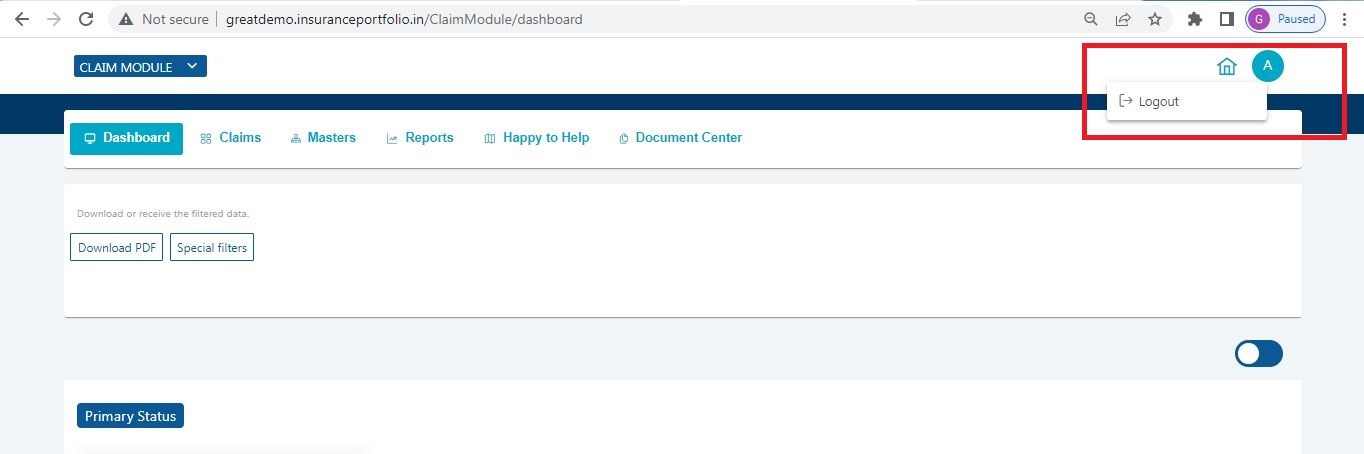 Not secure greatdemo.insuranceportfolio.in/ClaimModule/dashboard G Paused
CLAIM MODULE A
Logout
Dashboard Claims Masters Reports Happy to Help Document Center
Download or receive the filtered data.
Download PDF Special filters
Primary Status